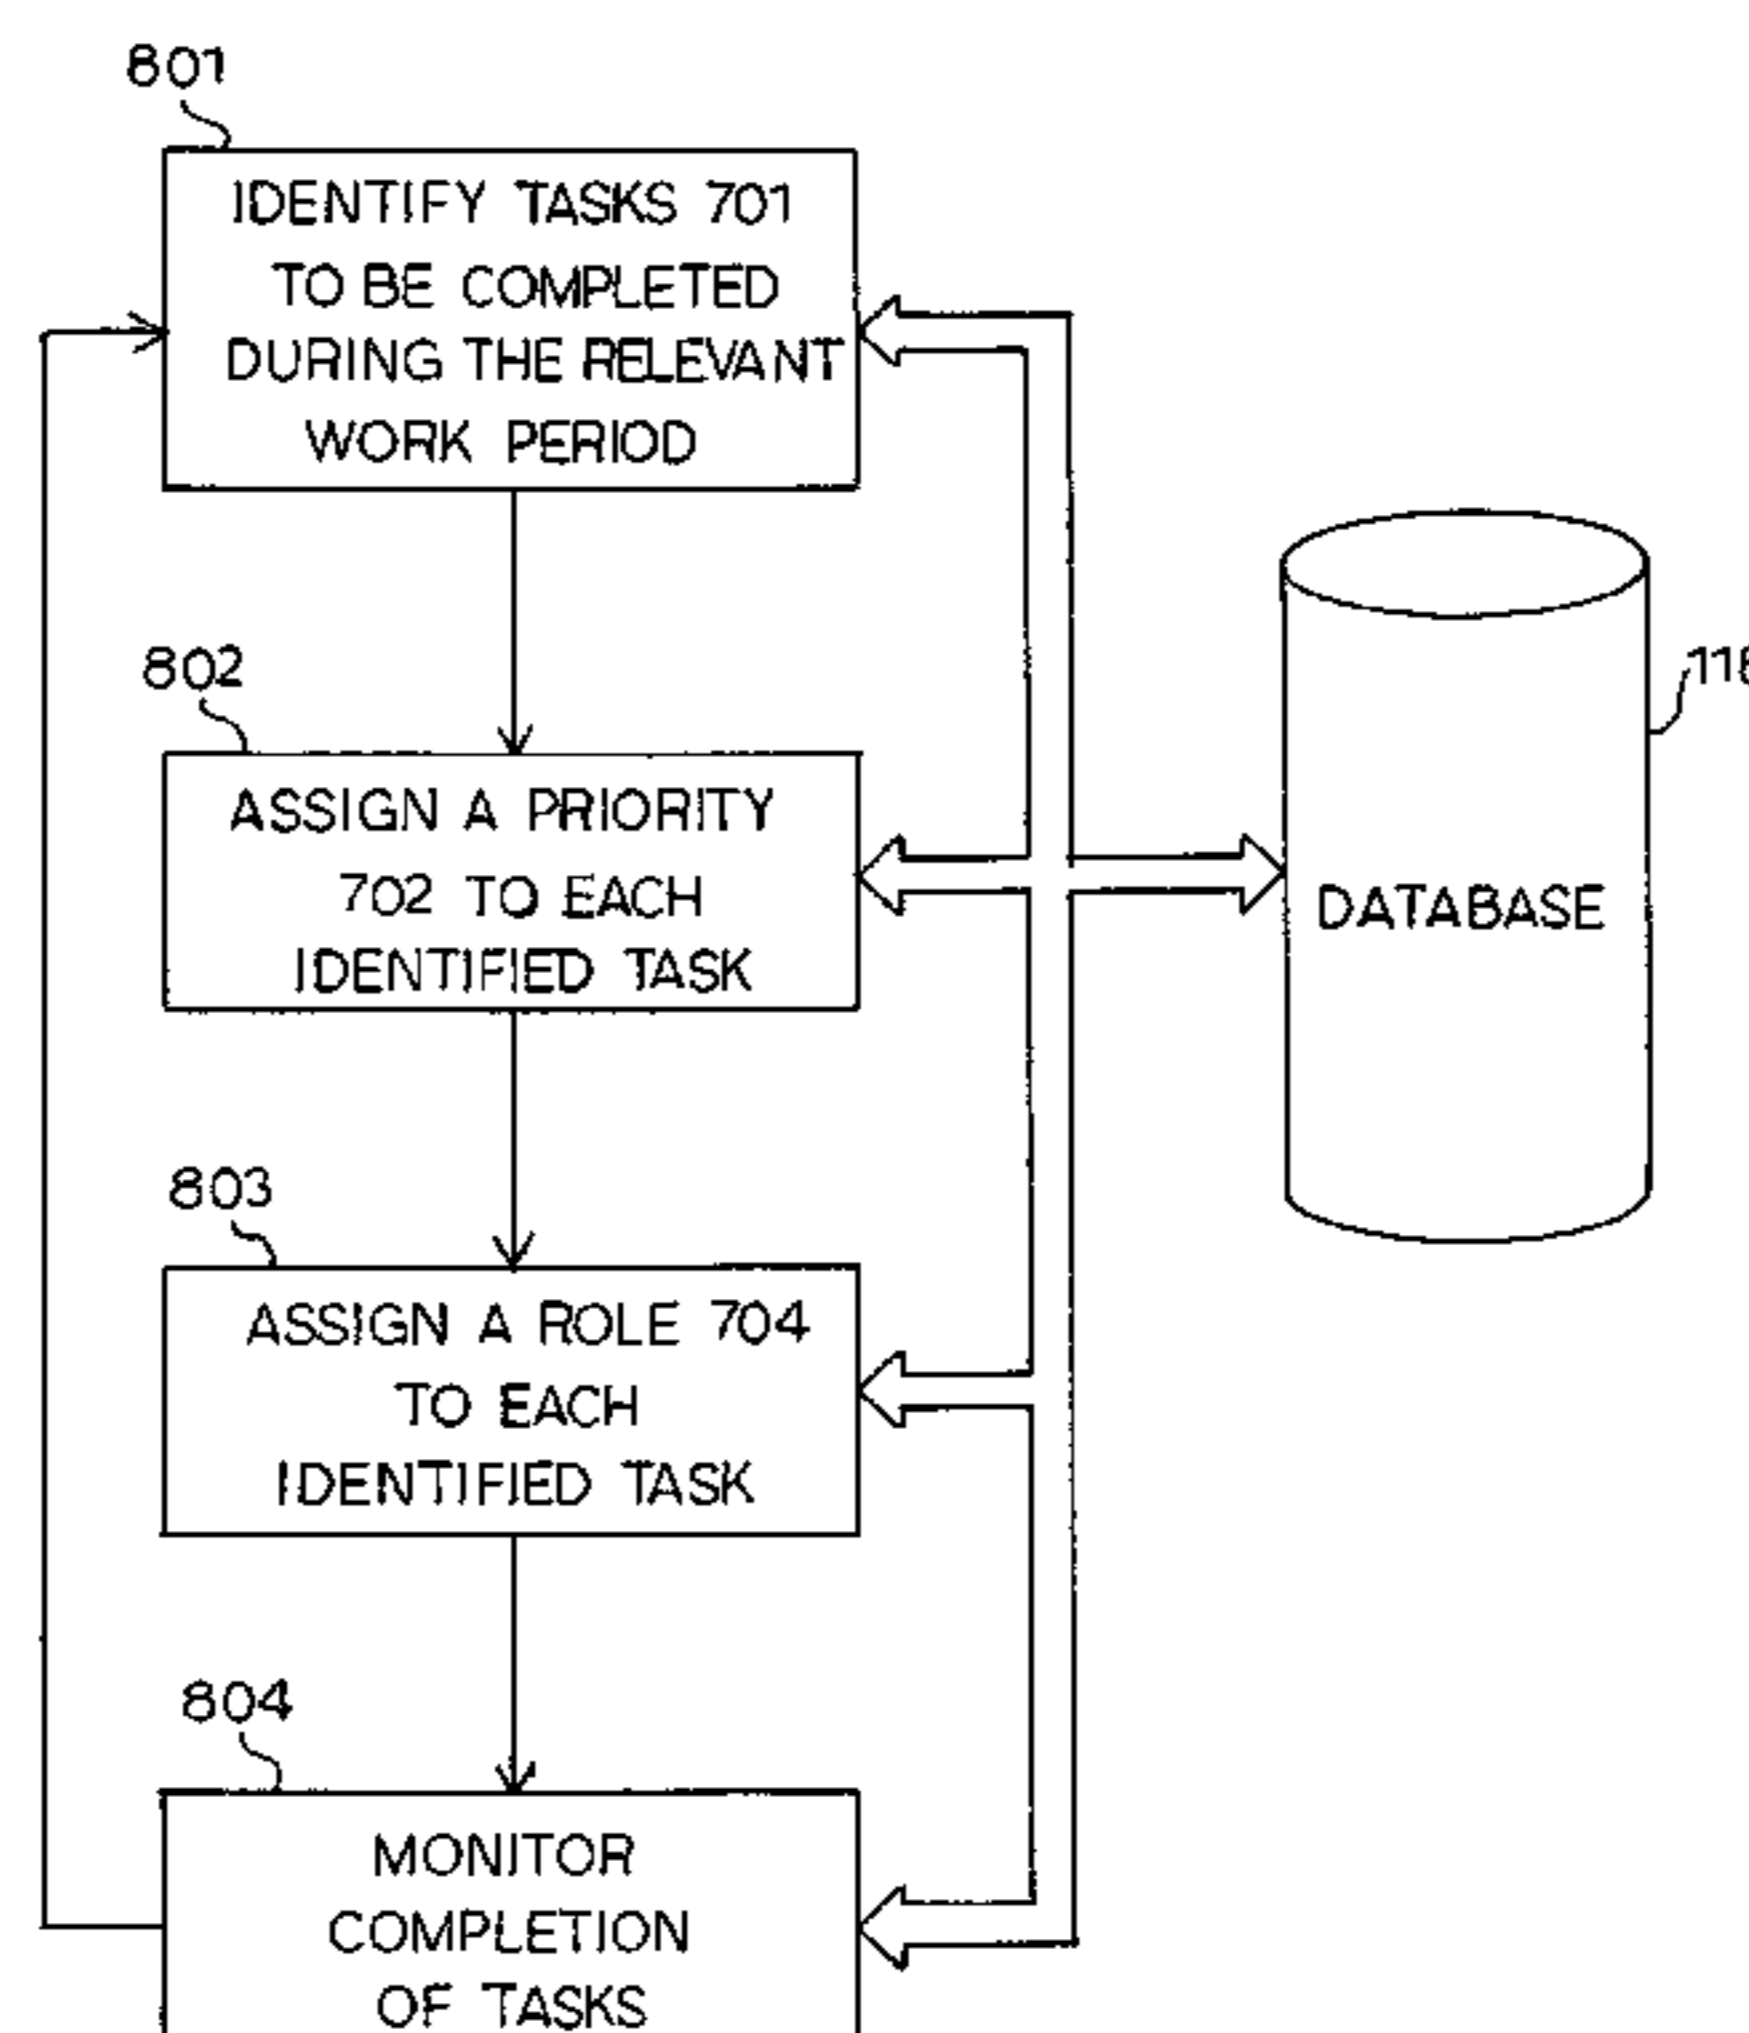 801
IDENTIFY TASKS 701
TO BE COMPLETED
DURING THE RELEVANT
WORK PERIOD
802
ASSIGN A PRIORITY
702 TO EACH
IDENTIFIED TASK
803
ASSIGN A ROLE 704
TO EACH
IDENTIFIED TASK
804
MONITOR
COMPLETION
OF TASKS
DATABASE